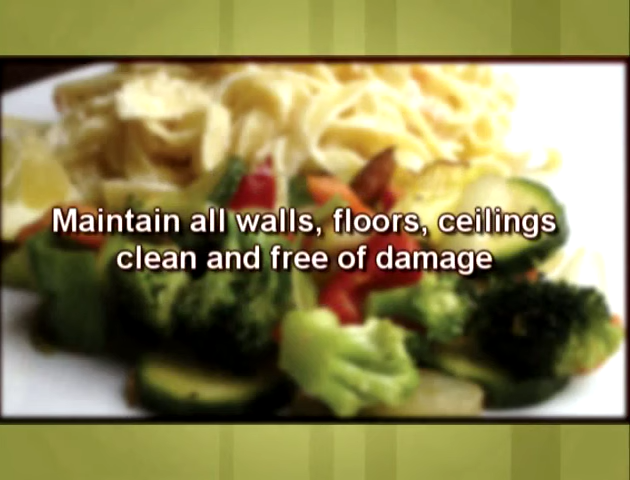 Maintain all walls, floors, ceilings
clean and free of damage